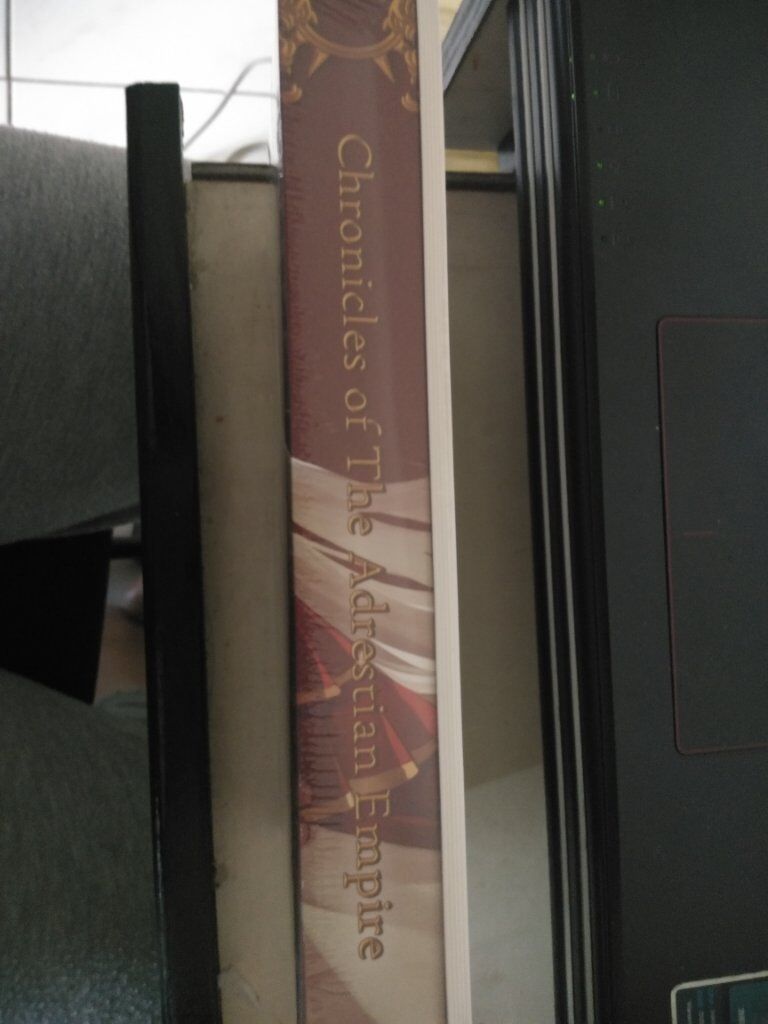 Chronicles of The Adrestian Empire